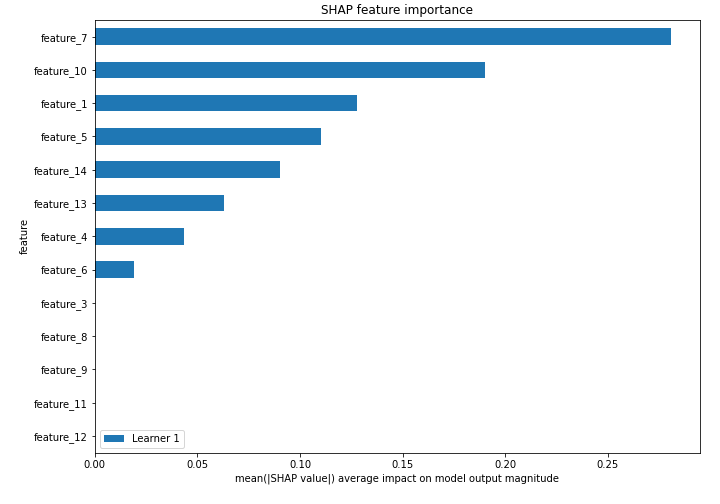 SHAP feature importance
feature_7
feature_10
feature_1
feature_5
feature_14
feature_13
feature_4
feature_6
feature_3
feature_8
feature_9
feature_11
feature_12
feature
Learner 1
0.00 0.05 0.10 0.15 0.20 0.25
mean(|SHAP value|) average impact on model output magnitude